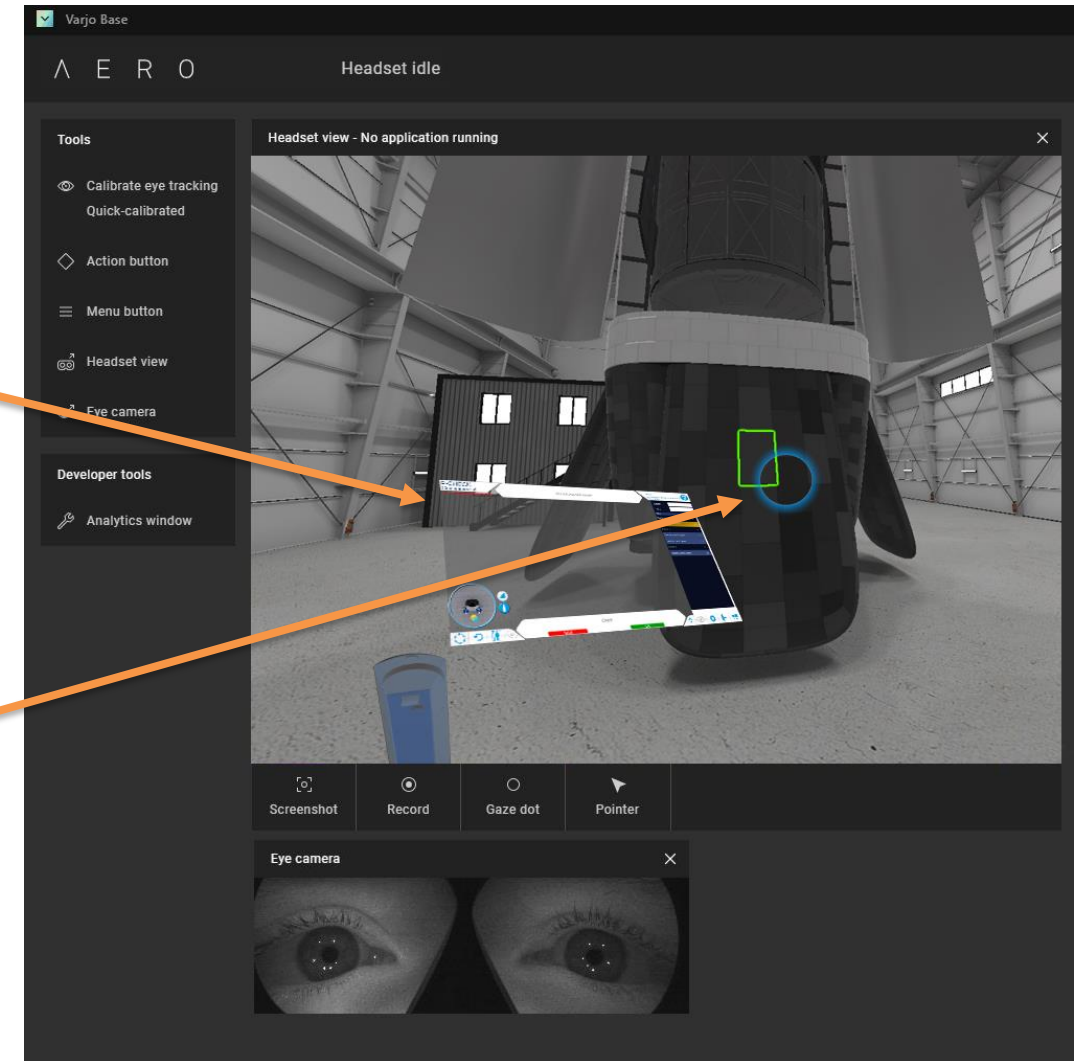 Varjo Base
AERO
Headset idle
Tools
Calibrate eye tracking
Quick-calibrated
Action button
Menu button
Headset view
Eye camera
Developer tools
Analytics window
Headset view - No application running
Screenshot
Record
Gaze dot
Pointer
Eye camera